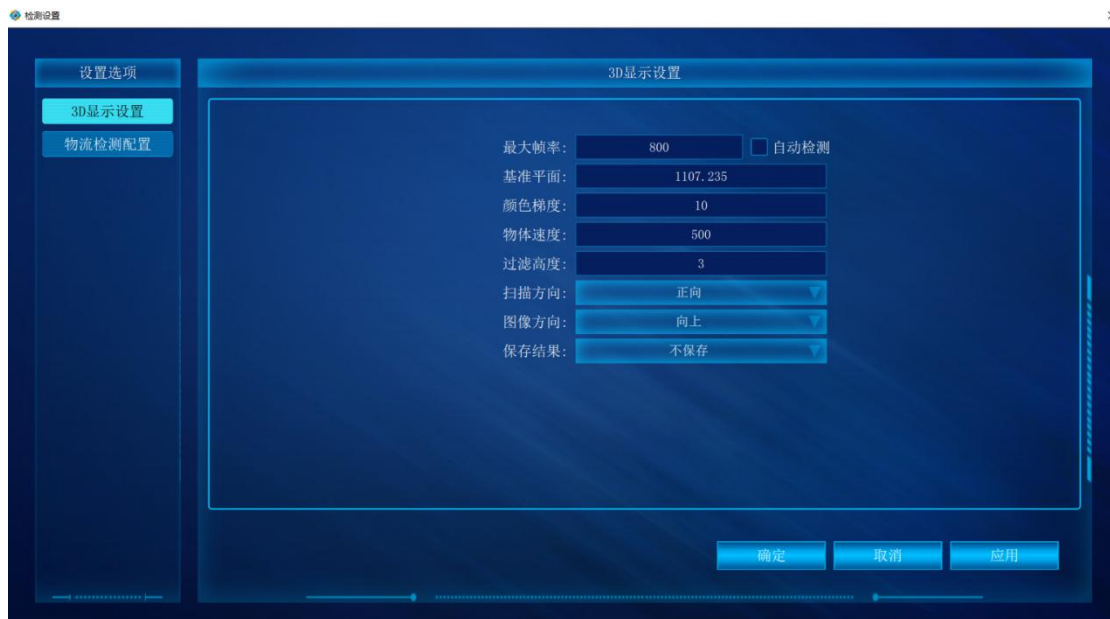 检测设置
设置选项
3D显示设置
物流检测配置
3D显示设置
最大帧率: 800 自动检测
基准平面: 1107.235
颜色梯度: 10
物体速度: 500
过滤高度: 3
扫描方向: 正向
图像方向: 向上
保存结果: 不保存
确定 取消 应用